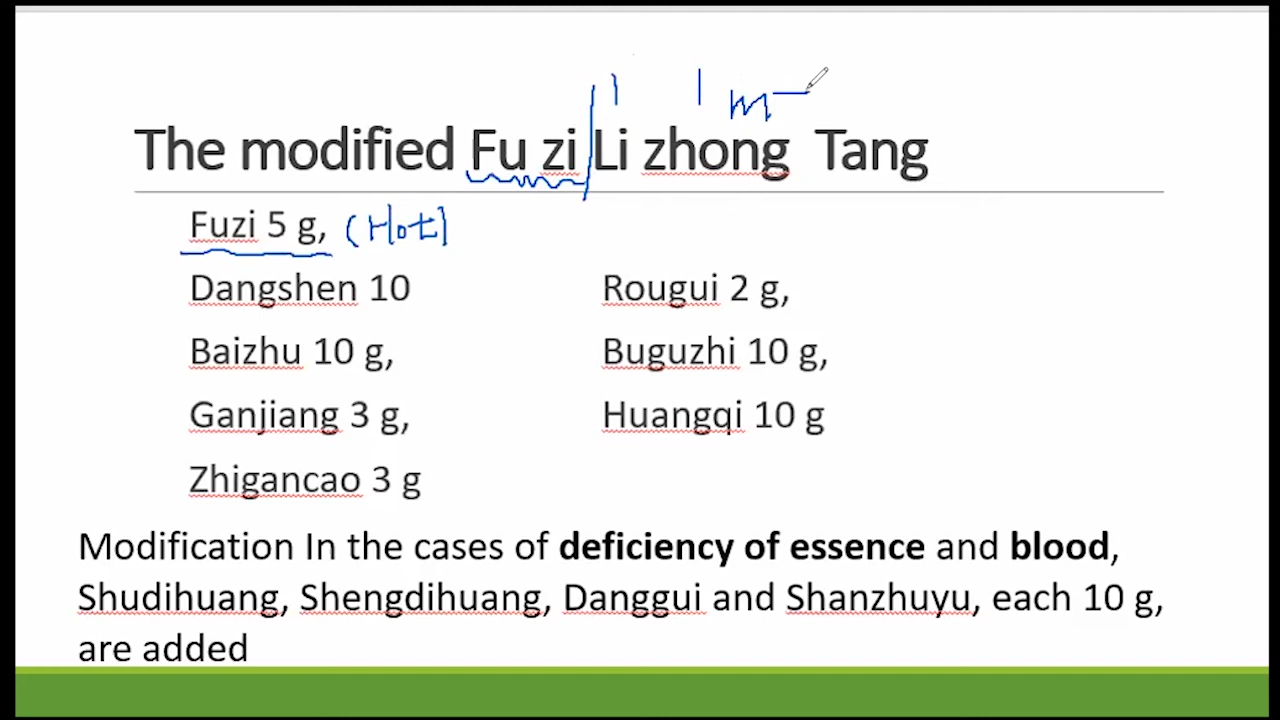 The modified Fu zi Li zhong Tang
Fuzi 5 g, (Hot)
Dangshen 10
Baizhu 10 g,
Ganjiang 3 g,
Zhigancao 3 g
Rougui 2 g,
Buguzhi 10 g,
Huangqi 10 g
Modification In the cases of deficiency of essence and blood,
Shudihuang, Shengdihuang, Danggui and Shanzhuyu, each 10 g,
are added